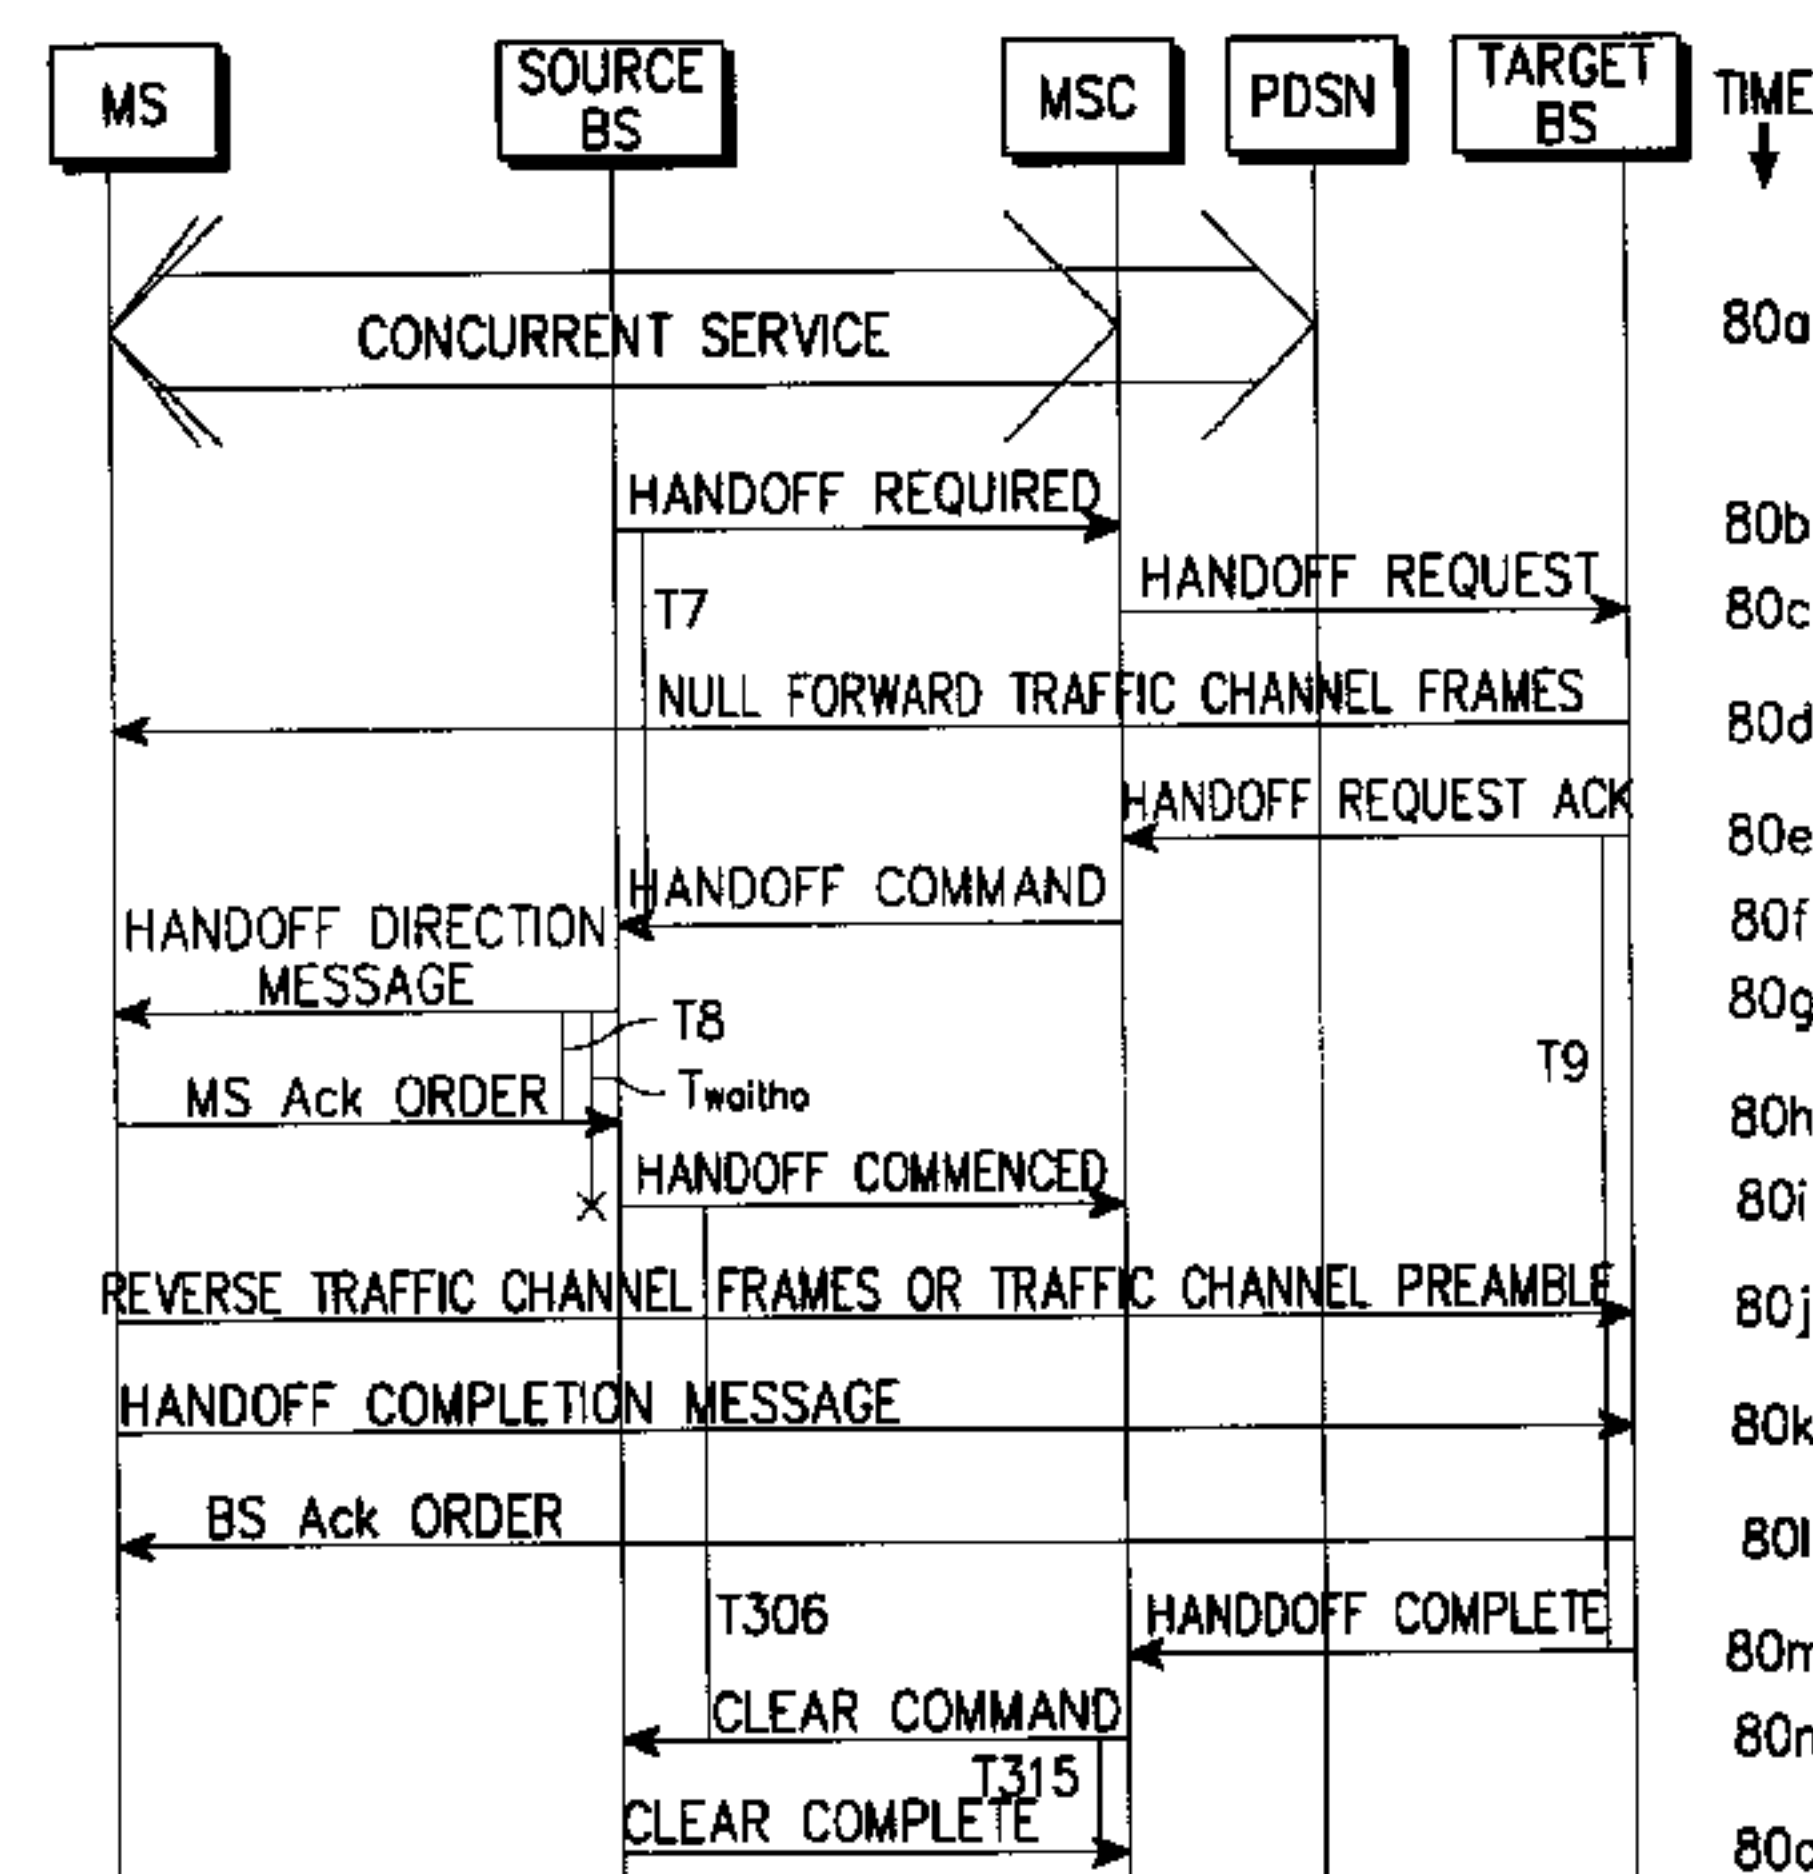 MS
SOURCE
BS
MSC
PDSN
TARGET
BS
TIME
CONCURRENT SERVICE
80a
HANDOFF REQUIRED
80b
HANDOFF REQUEST
80c
T7
NULL FORWARD TRAFFIC CHANNEL FRAMES
80d
HANDOFF REQUEST ACK
80e
HANDOFF COMMAND
80f
HANDOFF DIRECTION
MESSAGE
80g
T8
T9
MS Ack ORDER
Twaitho
80h
HANDOFF COMMENCED
80i
REVERSE TRAFFIC CHANNEL FRAMES OR TRAFFIC CHANNEL PREAMBLE
80j
HANDOFF COMPLETION MESSAGE
80k
BS Ack ORDER
80l
T306
HANDDOFF COMPLETE
80m
CLEAR COMMAND
80n
T315
CLEAR COMPLETE